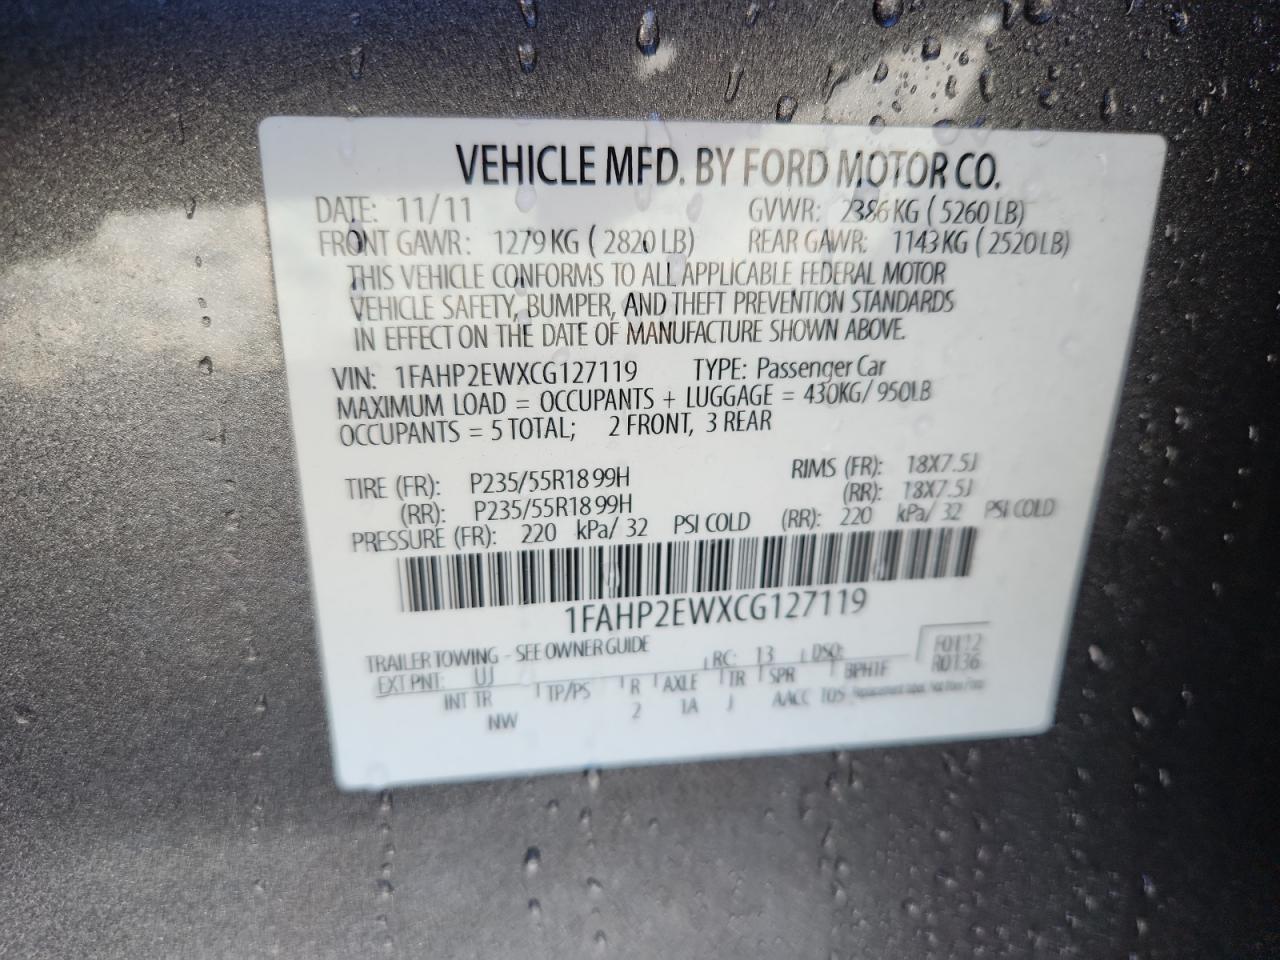 VEHICLE MFD. BY FORD MOTOR CO.
DATE: 11/11 GVWR: 2386 KG ( 5260 LB)
FRONT GAWR: 1279 KG ( 2820 LB) REAR GAWR: 1143 KG ( 2520 LB)
THIS VEHICLE CONFORMS TO ALL APPLICABLE FEDERAL MOTOR
VEHICLE SAFETY, BUMPER, AND THEFT PREVENTION STANDARDS
IN EFFECT ON THE DATE OF MANUFACTURE SHOWN ABOVE.
VIN: 1FAHP2EWXCG127119 TYPE: Passenger Car
MAXIMUM LOAD = OCCUPANTS + LUGGAGE = 430KG/ 950LB
OCCUPANTS = 5 TOTAL; 2 FRONT, 3 REAR
TIRE (FR): P235/55R18 99H RIMS (FR): 18X7.5J
(RR): P235/55R18 99H (RR): 18X7.5J
PRESSURE (FR): 220 kPa/ 32 PSI COLD (RR): 220 kPa/ 32 PSI COLD
1FAHP2EWXCG127119
TRAILER TOWING - SEE OWNER GUIDE
F0112
R0136
EXT PNT: UJ RC: 13 DSO:
INT TR TP/PS R AXLE TR SPR BPHTF
NW 2 1A J AACC TOS Replacement label. Not New Part